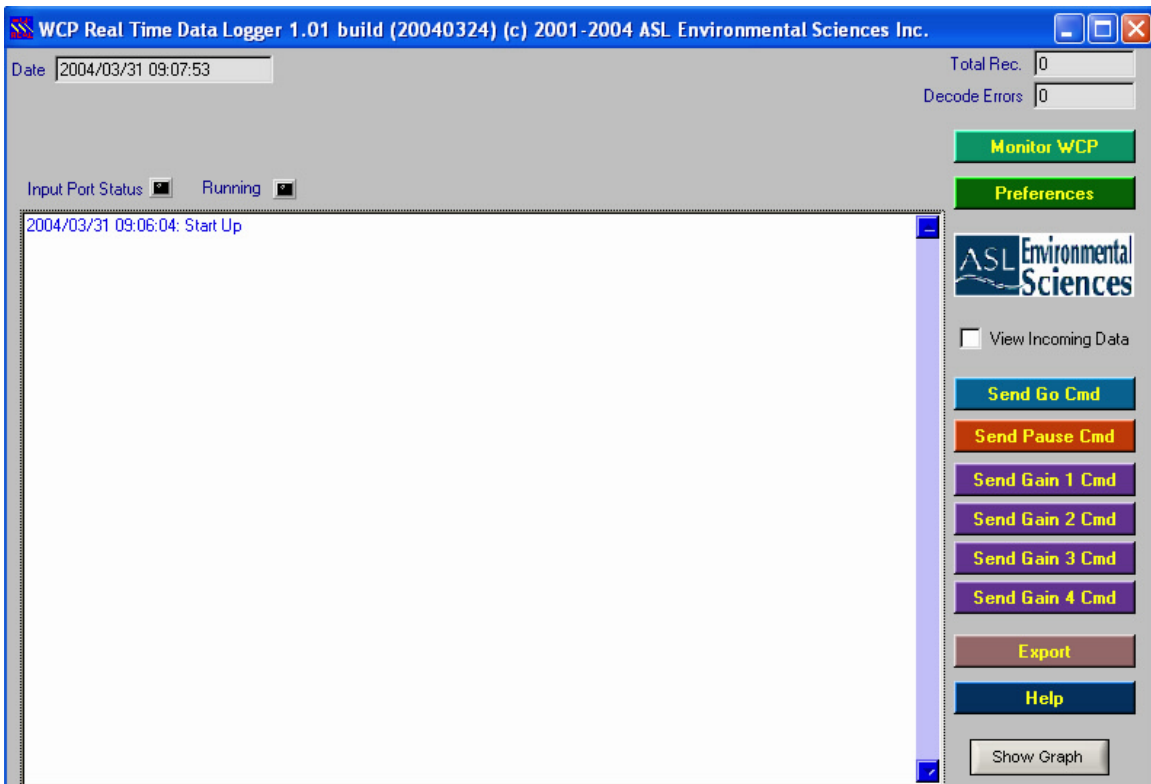 WCP Real Time Data Logger 1.01 build (20040324) (c) 2001-2004 ASL Environmental Sciences Inc.
Date 2004/03/31 09:07:53
Total Rec. 0
Decode Errors 0
Monitor WCP
Input Port Status Running
Preferences
2004/03/31 09:06:04: Start Up
ASL Environmental
Sciences
View Incoming Data
Send Go Cmd
Send Pause Cmd
Send Gain 1 Cmd
Send Gain 2 Cmd
Send Gain 3 Cmd
Send Gain 4 Cmd
Export
Help
Show Graph